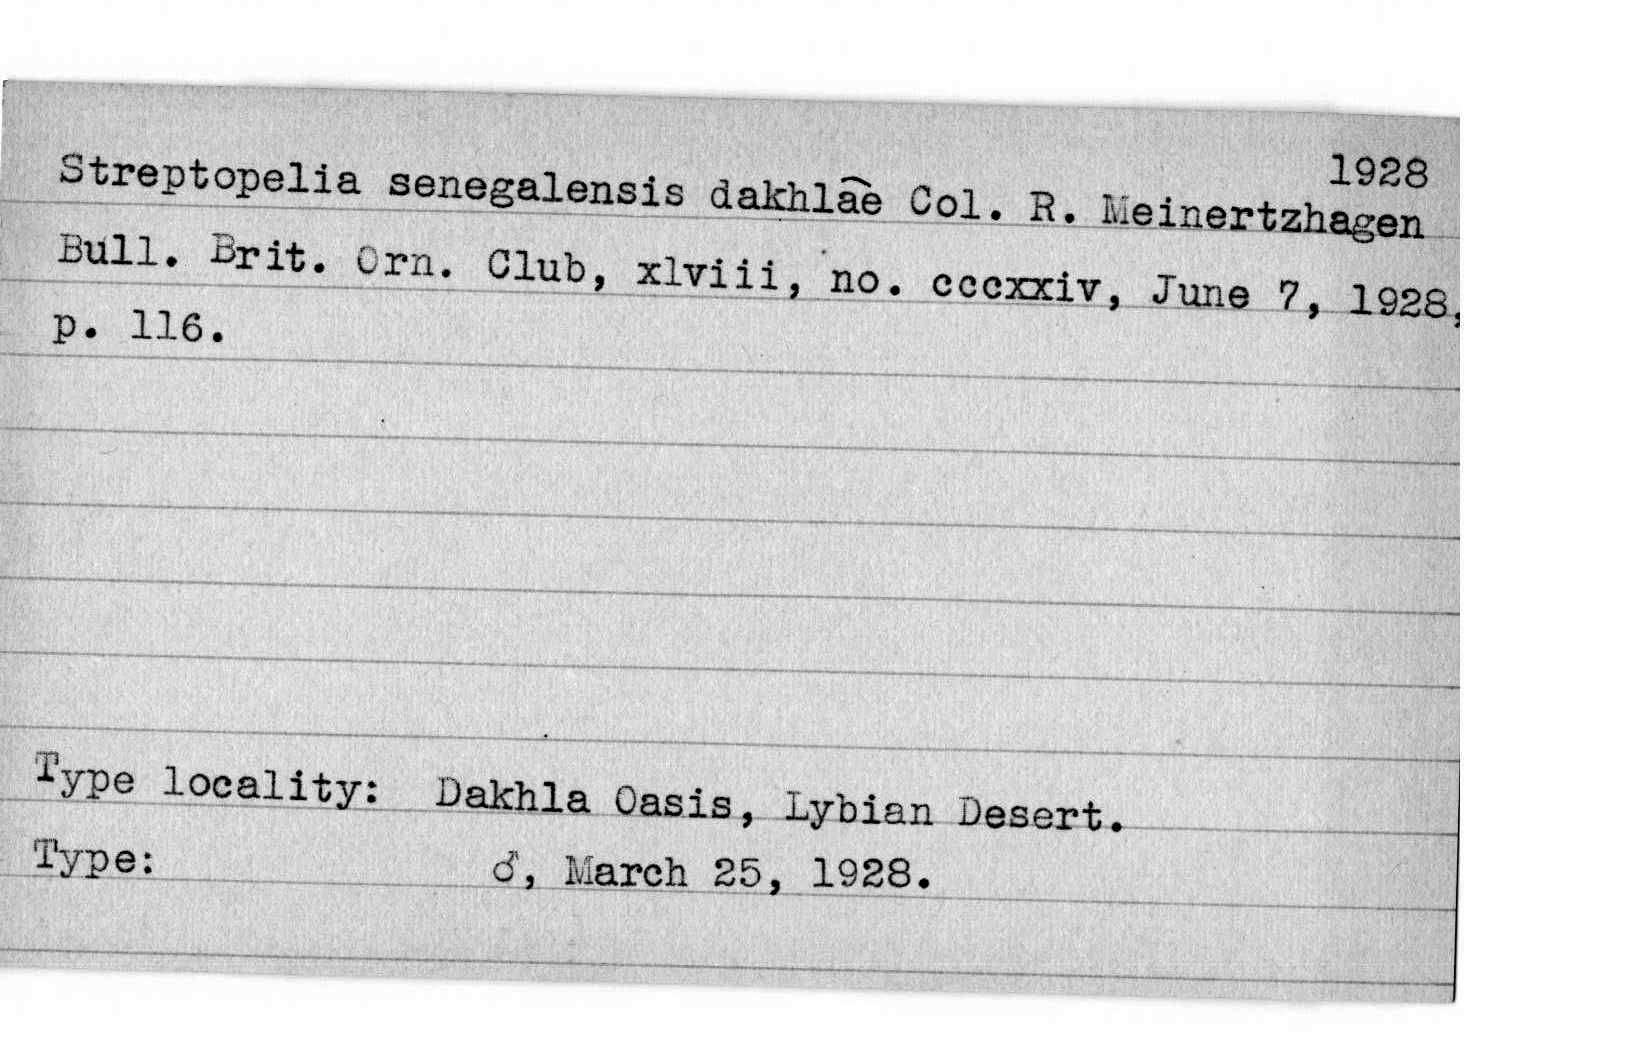 1928
Streptopelia senegalensis dakhlae Col. R. Meinertzhagen
Bull. Brit. Orn. Club, xlviii, no. cccxxiv, June 7, 1928,
p. 116.
Type locality: Dakhla Oasis, Lybian Desert.
Type: ♂, March 25, 1928.